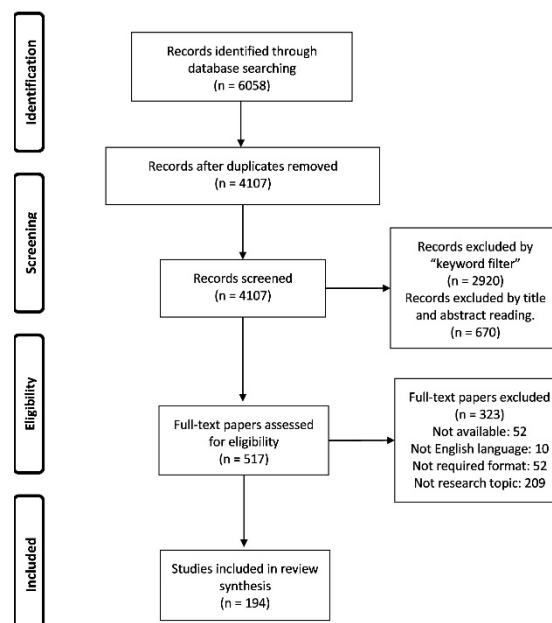 Identification
Records identified through
database searching
(n = 6058)
Records after duplicates removed
(n = 4107)
Screening
Records screened
(n = 4107)
Records excluded by
“keyword filter”
(n = 2920)
Records excluded by title
and abstract reading.
(n = 670)
Eligibility
Full-text papers assessed
for eligibility
(n = 517)
Full-text papers excluded
(n = 323)
Not available: 52
Not English language: 10
Not required format: 52
Not research topic: 209
Included
Studies included in review
synthesis
(n = 194)